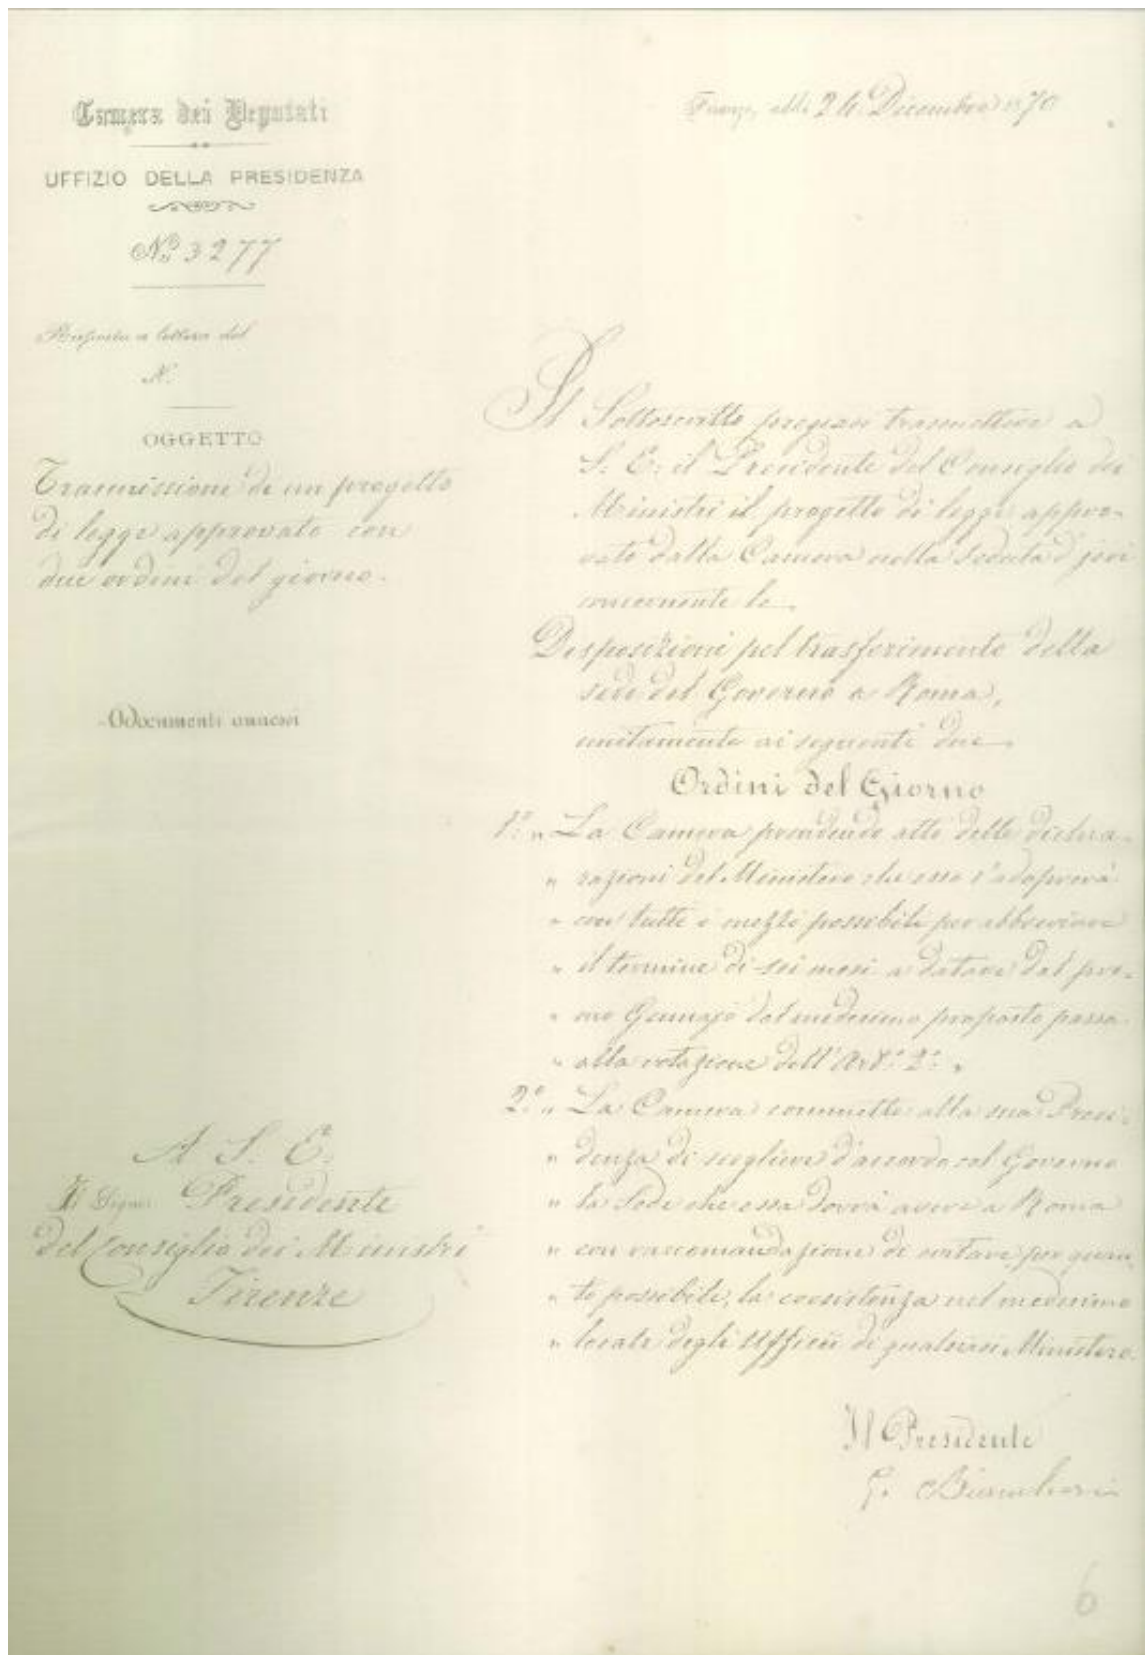 Camera dei Deputati
UFFIZIO DELLA PRESIDENZA
No. 3277
Risposta a lettera del
N.
OGGETTO
Trasmissione di un progetto
di legge approvato con
due ordini del giorno.
Documenti annessi
A S. E.
Il Signor Presidente
del Consiglio dei Ministri
Firenze
Firenze, addì 24 Dicembre 1870
Il Sottoscritto pregiasi trasmettere a
S. E. il Presidente del Consiglio dei
Ministri il progetto di legge appro-
vato dalla Camera nella seduta d'jeri
concernente le
Disposizioni pel trasferimento della
sede del Governo a Roma,
unitamente ai seguenti due
Ordini del Giorno
1.° " La Camera prendendo atto delle dichia-
" razioni del Ministero che esso s'adoprerà
" con tutti i mezzi possibili per abbreviare
" il termine di sei mesi a datare dal pri-
" mo Gennajo dal medesimo proposto passa
" alla votazione dell'Art.°
2.° " La Camera commette alla sua Presi-
" denza di scegliere d'accordo col Governo
" la Sede che essa dovrà avere a Roma
" con raccomandazione di evitare, per quan-
" to possibile, la coesistenza nel medesimo
" locale degli Ufficii di qualsiasi Ministero.
Il Presidente
G. Biancheri
6